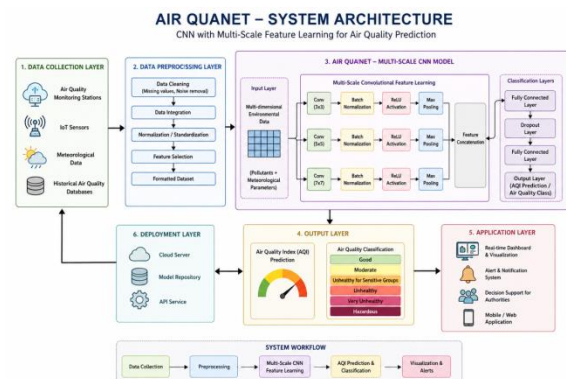 AIR QUANET – SYSTEM ARCHITECTURE
CNN with Multi-Scale Feature Learning for Air Quality Prediction
1. DATA COLLECTION LAYER
Air Quality
Monitoring Stations
IoT Sensors
Meteorological
Data
Historical Air Quality
Databases
2. DATA PREPROCESSING LAYER
Data Cleaning
(Missing values, Noise removal)
Data Integration
Normalization / Standardization
Feature Selection
Formatted Dataset
3. AIR QUANET – MULTI-SCALE CNN MODEL
Input Layer
Multi-dimensional
Environmental
Data
(Pollutants +
Meteorological
Parameters)
Multi-Scale Convolutional Feature Learning
Conv
(3x3)
Batch
Normalization
ReLU
Activation
Max
Pooling
Conv
(5x5)
Batch
Normalization
ReLU
Activation
Max
Pooling
Conv
(7x7)
Batch
Normalization
ReLU
Activation
Max
Pooling
Feature
Concatenation
Classification Layers
Fully Connected
Layer
Dropout
Layer
Fully Connected
Layer
Output Layer
(AQI Prediction /
Air Quality Class)
6. DEPLOYMENT LAYER
Cloud Server
Model Repository
API Service
4. OUTPUT LAYER
Air Quality Index (AQI)
Prediction
Air Quality Classification
Good
Moderate
Unhealthy for Sensitive Groups
Unhealthy
Very Unhealthy
Hazardous
5. APPLICATION LAYER
Real-time Dashboard
& Visualization
Alert & Notification
System
Decision Support for
Authorities
Mobile / Web
Application
SYSTEM WORKFLOW
Data Collection
Preprocessing
Multi-Scale CNN
Feature Learning
AQI Prediction &
Classification
Visualization &
Alerts